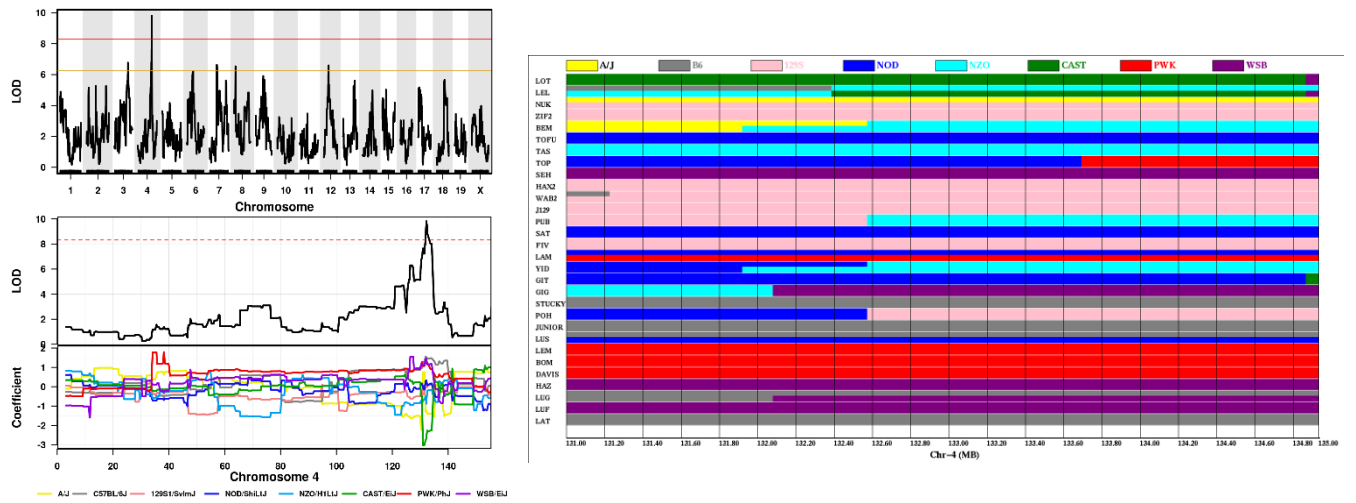 10
8
6
4
2
0
LOD
1 2 3 4 5 6 7 8 9 10 11 12 13 14 15 16 17 18 19 X
Chromosome
10
8
6
4
2
0
LOD
2
1
0
-1
-2
-3
Coefficient
0 20 40 60 80 100 120 140
Chromosome 4
A/J C57BL/6J 129S1/SvImJ NOD/ShiLtJ NZO/H1LtJ CAST/EiJ PWK/PhJ WSB/EiJ
A/J B6 129S NOD NZO CAST PWK WSB
LOT
LEL
NUK
ZIF2
BEM
TOFU
TAS
TOP
SEH
HAX2
WAB2
J129
PUB
SAT
FIV
LAM
YID
GIT
GIG
STUCKY
POH
JUNIOR
LUS
LEM
BOM
DAVIS
HAZ
LUG
LUF
LAT
131.00 131.20 131.40 131.60 131.80 132.00 132.20 132.40 132.60 132.80 133.00 133.20 133.40 133.60 133.80 134.00 134.20 134.40 134.60 134.80 135.00
Chr-4 (MB)